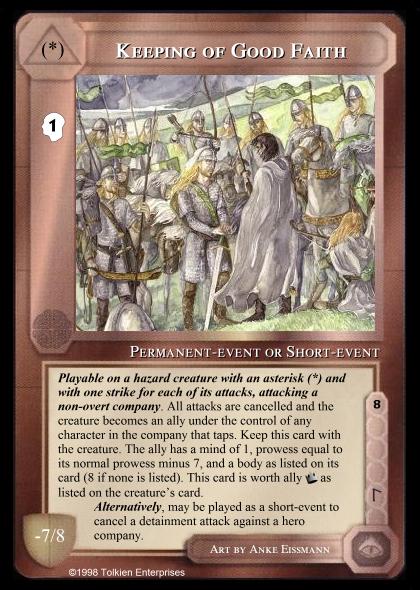 (*)
KEEPING OF GOOD FAITH
1
PERMANENT-EVENT OR SHORT-EVENT
Playable on a hazard creature with an asterisk (*) and
with one strike for each of its attacks, attacking a
non-overt company. All attacks are cancelled and the
creature becomes an ally under the control of any
character in the company that taps. Keep this card with
the creature. The ally has a mind of 1, prowess equal to
its normal prowess minus 7, and a body as listed on its
card (8 if none is listed). This card is worth ally as
listed on the creature's card.
Alternatively, may be played as a short-event to
cancel a detainment attack against a hero
company.
8
-7/8
ART BY ANKE EISSMANN
©1998 Tolkien Enterprises